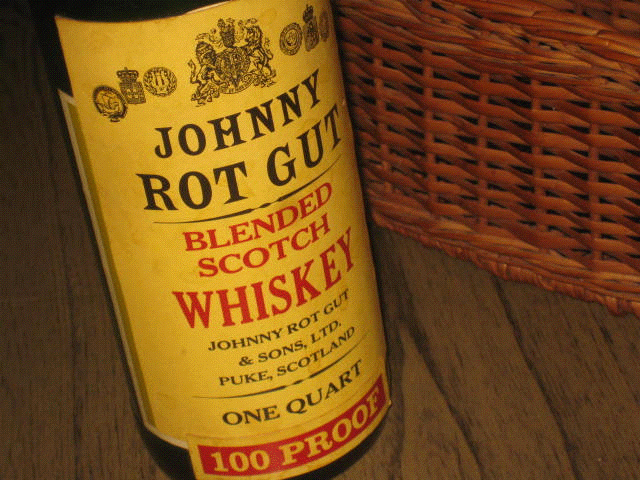 JOHNNY
ROT GUT
BLENDED
SCOTCH
WHISKEY
JOHNNY ROT GUT
& SONS, LTD.
PUKE, SCOTLAND
ONE QUART
100 PROOF